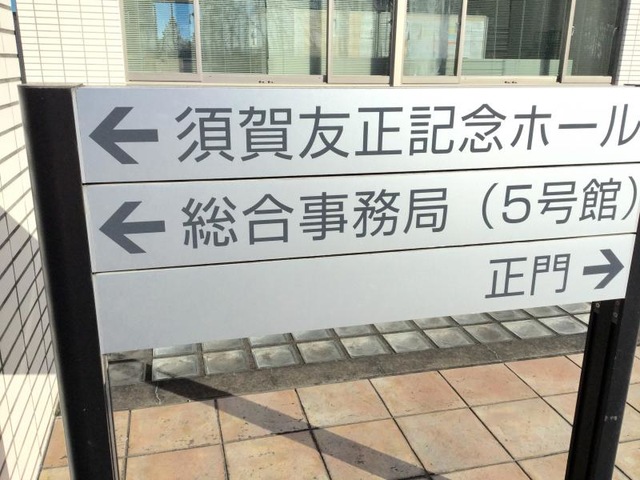 ← 須賀友正記念ホール
← 総合事務局（5号館）
正門 →